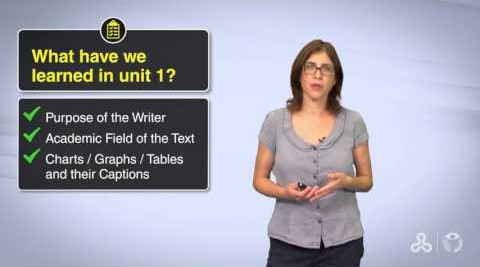 What have we
learned in unit 1?
Purpose of the Writer
Academic Field of the Text
Charts / Graphs / Tables
and their Captions